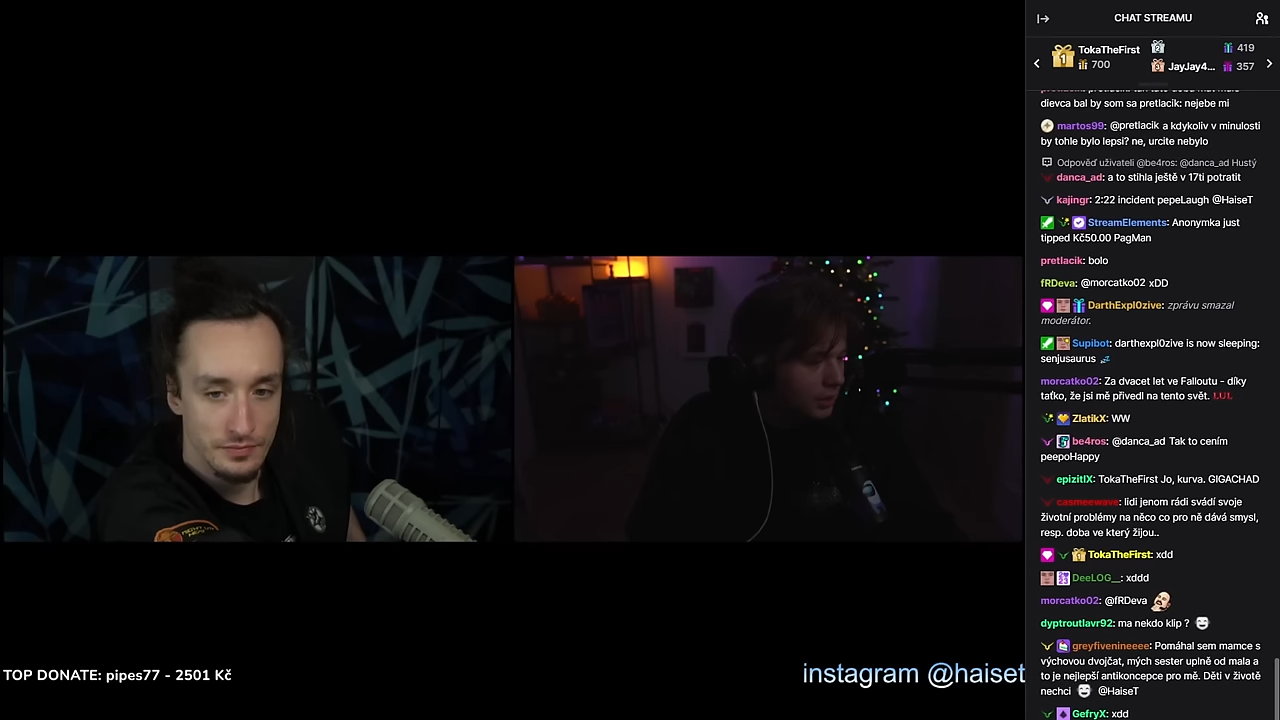 CHAT STREAMU
TokaTheFirst
700
419
JayJay4...
357
dievca bal by som sa pretlacik: nejebe mi
martos99: @pretlacik a kdykoliv v minulosti
by tohle bylo lepsi? ne, urcite nebylo
Odpověď uživateli @be4ros: @danca_ad Hustý
danca_ad: a to stihla ještě v 17ti potratit
kajingr: 2:22 incident pepeLaugh @HaiseT
StreamElements: Anonymka just
tipped Kč50.00 PagMan
pretlacik: bolo
fRDeva: @morcatko02 xDD
DarthExpl0zive: zprávu smazal
moderátor.
Supibot: darthexpl0zive is now sleeping:
senjusaurus 💤
morcatko02: Za dvacet let ve Falloutu - díky
taťko, že jsi mě přivedl na tento svět. LUL
ZlatikX: WW
be4ros: @danca_ad Tak to cením
peepoHappy
epizitIX: TokaTheFirst Jo, kurva. GIGACHAD
casmeewave: lidi jenom rádi svádí svoje
životní problémy na něco co pro ně dává smysl,
resp. doba ve který žijou..
TokaTheFirst: xdd
DeeLOG__: xddd
morcatko02: @fRDeva
dyptroutlavr92: ma nekdo klip ?
greyfivenineeee: Pomáhal sem mamce s
výchovou dvojčat, mých sester uplně od mala a
to je nejlepší antikoncepce pro mě. Děti v životě
nechci @HaiseT
GefryX: xdd
TOP DONATE: pipes77 - 2501 Kč
instagram @haiset